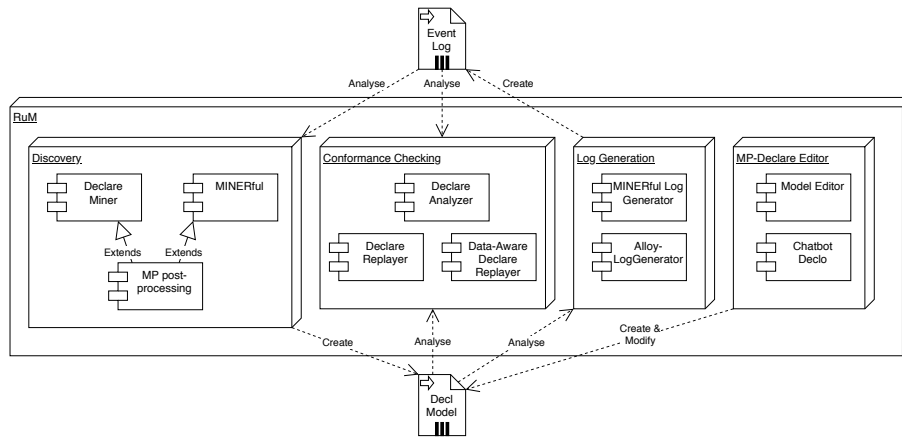 Event
Log
Analyse
Analyse
Create
RuM
Discovery
Declare
Miner
MINERful
Extends
Extends
MP post-
processing
Conformance Checking
Declare
Analyzer
Declare
Replayer
Data-Aware
Declare
Replayer
Log Generation
MINERful Log
Generator
Alloy-
LogGenerator
MP-Declare Editor
Model Editor
Chatbot
Declo
Create
Analyse
Analyse
Create &
Modify
Decl
Model